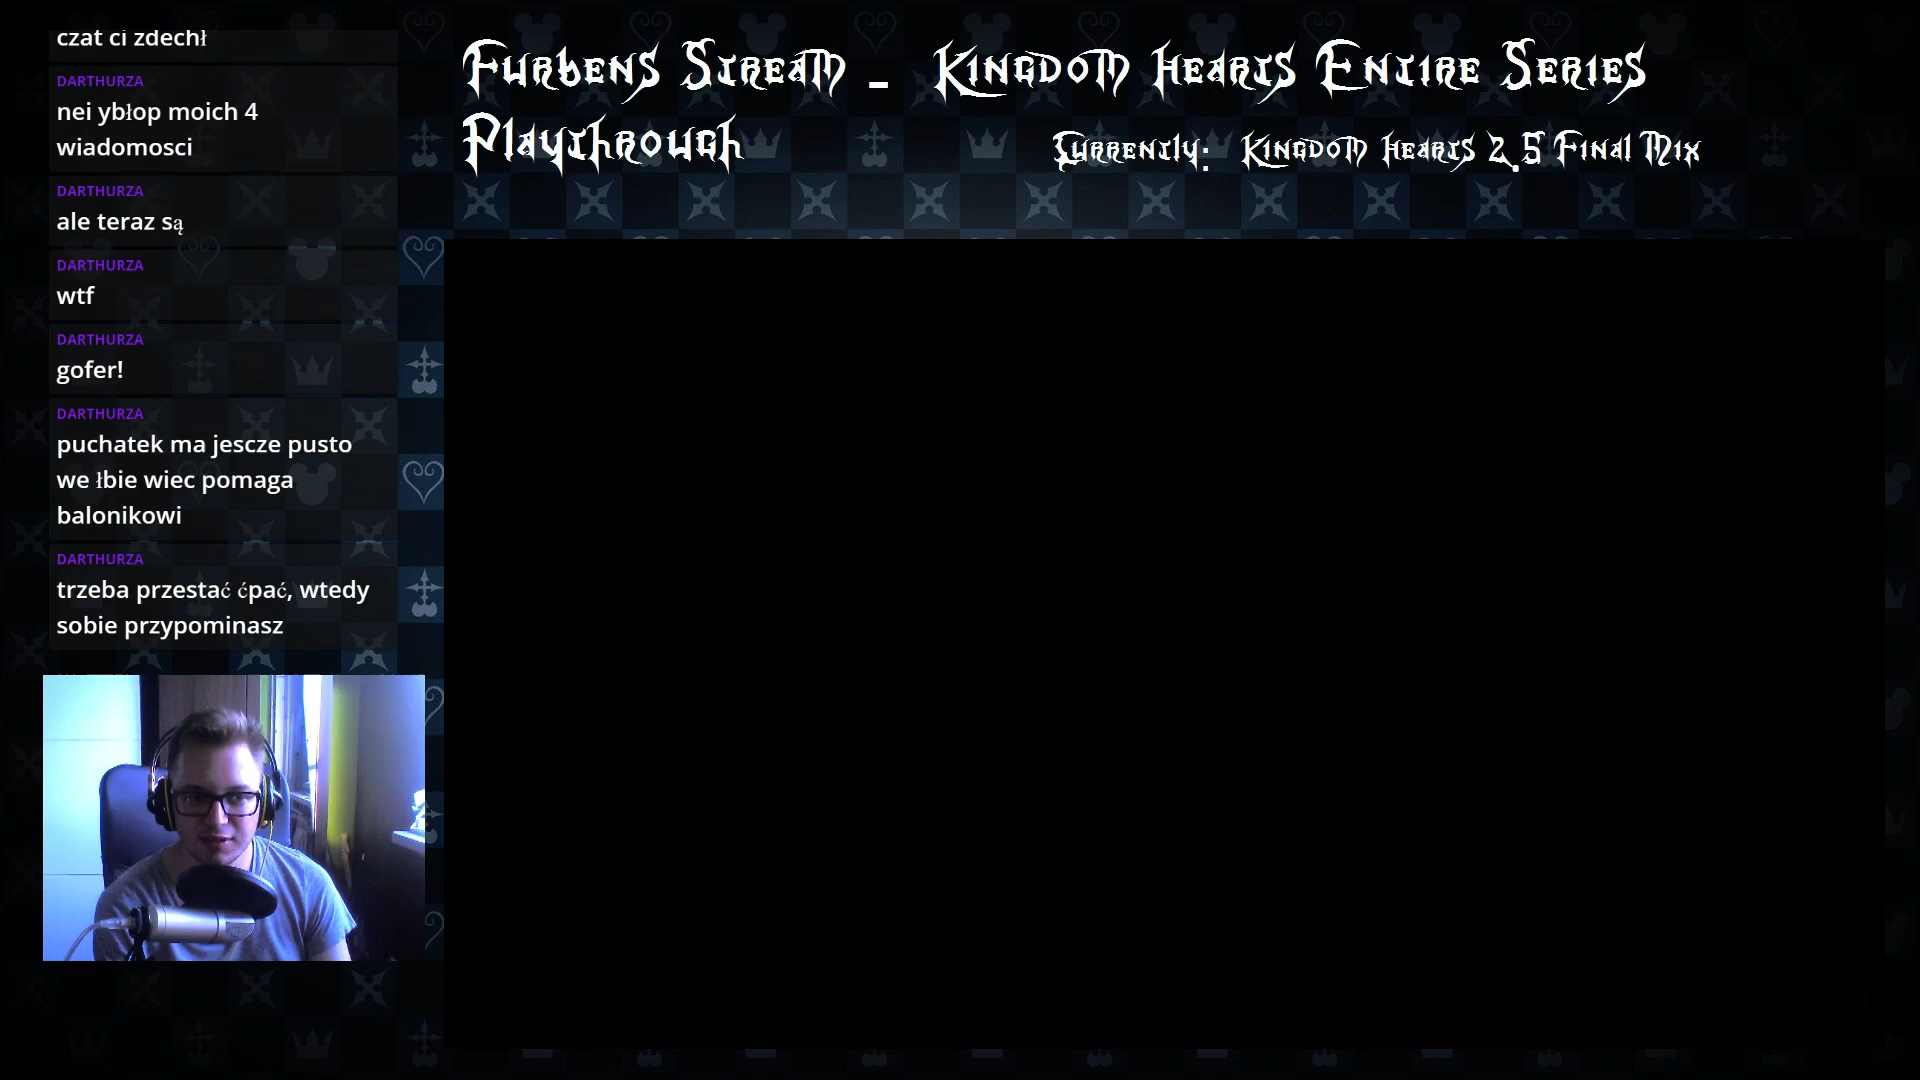 czat ci zdechł
DARTHURZA
nei ybłop moich 4
wiadomosci
DARTHURZA
ale teraz są
DARTHURZA
wtf
DARTHURZA
gofer!
DARTHURZA
puchatek ma jescze pusto
we łbie wiec pomaga
balonikowi
DARTHURZA
trzeba przestać ćpać, wtedy
sobie przypominasz
Furbens Stream - Kingdom Hearts Entire Series
Playthrough
Currently: Kingdom Hearts 2.5 Final Mix